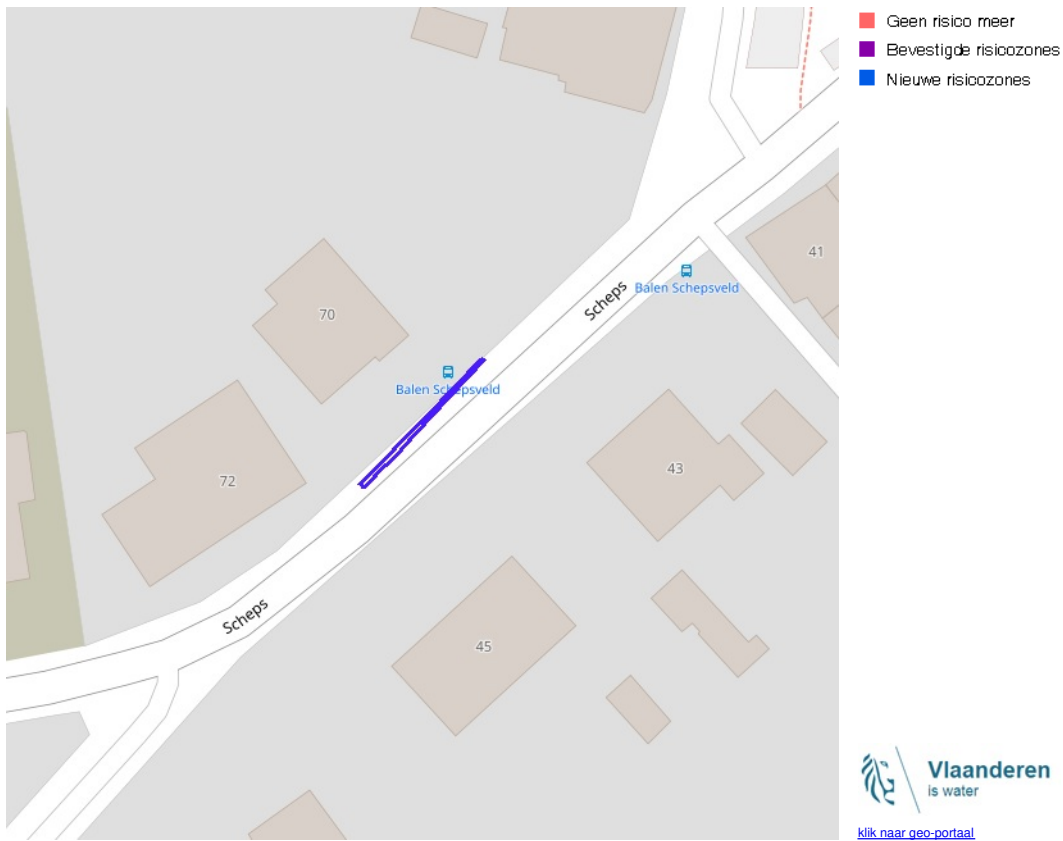 Geen risico meer
Bevestigde risicozones
Nieuwe risicozones
41
Scheps
Balen Schepsveld
70
Balen Schepsveld
43
72
Scheps
45
Vlaanderen
is water
klik naar geo-portaal